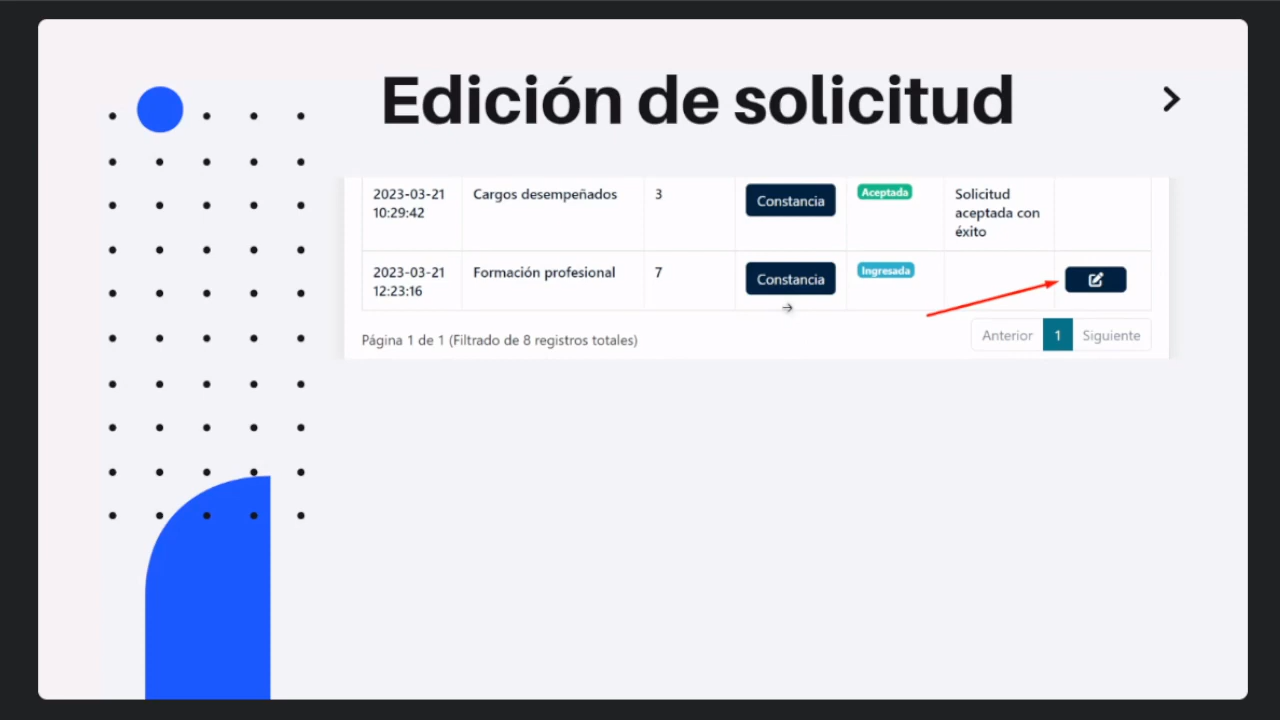 Edición de solicitud
2023-03-21 Cargos desempeñados 3 Constancia Aceptada Solicitud
10:29:42 aceptada con
éxito
2023-03-21 Formación profesional 7 Constancia Ingresada
12:23:16
Página 1 de 1 (Filtrado de 8 registros totales) Anterior 1 Siguiente